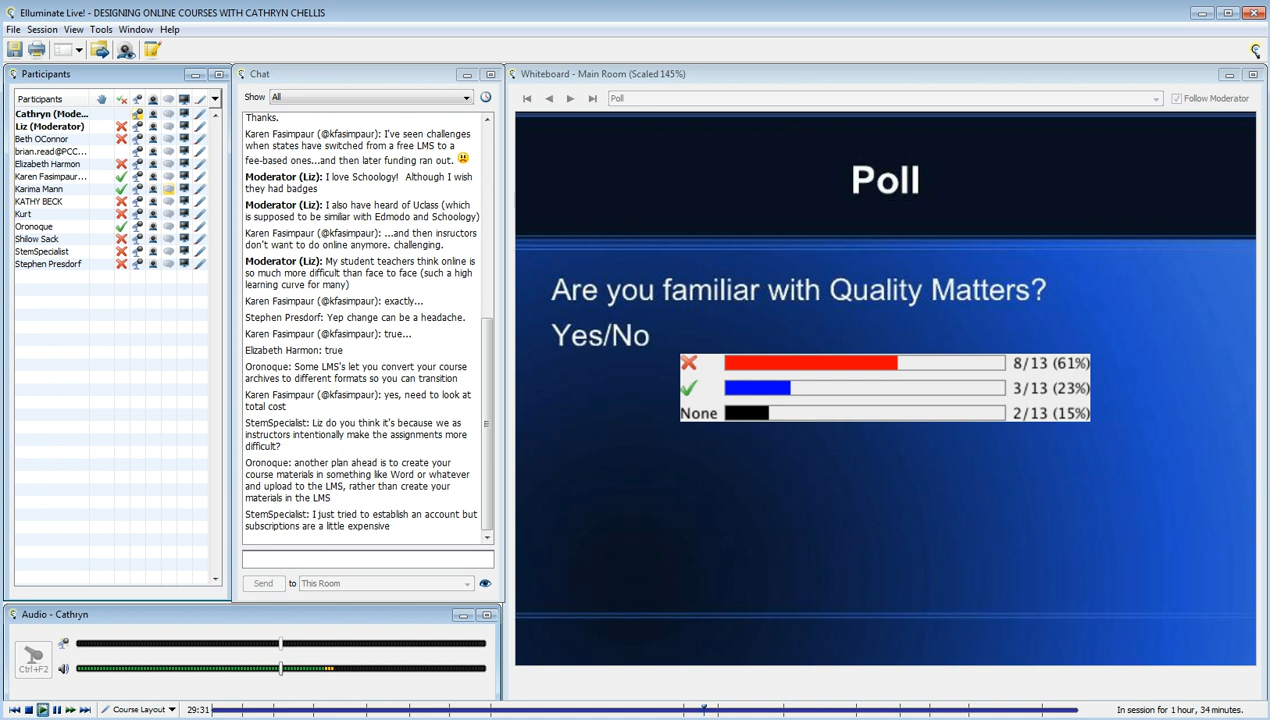 Elluminate Live! - DESIGNING ONLINE COURSES WITH CATHRYN CHELLIS
File Session View Tools Window Help
Participants
Participants
Cathryn (Mode...
Liz (Moderator)
Beth OConnor
brian.read@PCC...
Elizabeth Harmon
Karen Fasimpaur...
Karima Mann
KATHY BECK
Kurt
Oronoque
Shilow Sack
StemSpecialist
Stephen Presdorf
Chat
Show All
Thanks.
Karen Fasimpaur (@kfasimpaur): I've seen challenges
when states have switched from a free LMS to a
fee-based ones...and then later funding ran out.
Moderator (Liz): I love Schoology! Although I wish
they had badges
Moderator (Liz): I also have heard of Uclass (which
is supposed to be similiar with Edmodo and Schoology)
Karen Fasimpaur (@kfasimpaur): ...and then insructors
don't want to do online anymore. challenging.
Moderator (Liz): My student teachers think online is
so much more difficult than face to face (such a high
learning curve for many)
Karen Fasimpaur (@kfasimpaur): exactly...
Stephen Presdorf: Yep change can be a headache.
Karen Fasimpaur (@kfasimpaur): true...
Elizabeth Harmon: true
Oronoque: Some LMS's let you convert your course
archives to different formats so you can transition
Karen Fasimpaur (@kfasimpaur): yes, need to look at
total cost
StemSpecialist: Liz do you think it's because we as
instructors intentionally make the assignments more
difficult?
Oronoque: another plan ahead is to create your
course materials in something like Word or whatever
and upload to the LMS, rather than create your
materials in the LMS
StemSpecialist: I just tried to establish an account but
subscriptions are a little expensive
Send to This Room
Whiteboard - Main Room (Scaled 145%)
Poll
Follow Moderator
Poll
Are you familiar with Quality Matters?
Yes/No
8/13 (61%)
3/13 (23%)
None 2/13 (15%)
Audio - Cathryn
Ctrl+F2
Course Layout
29:31
In session for 1 hour, 34 minutes.